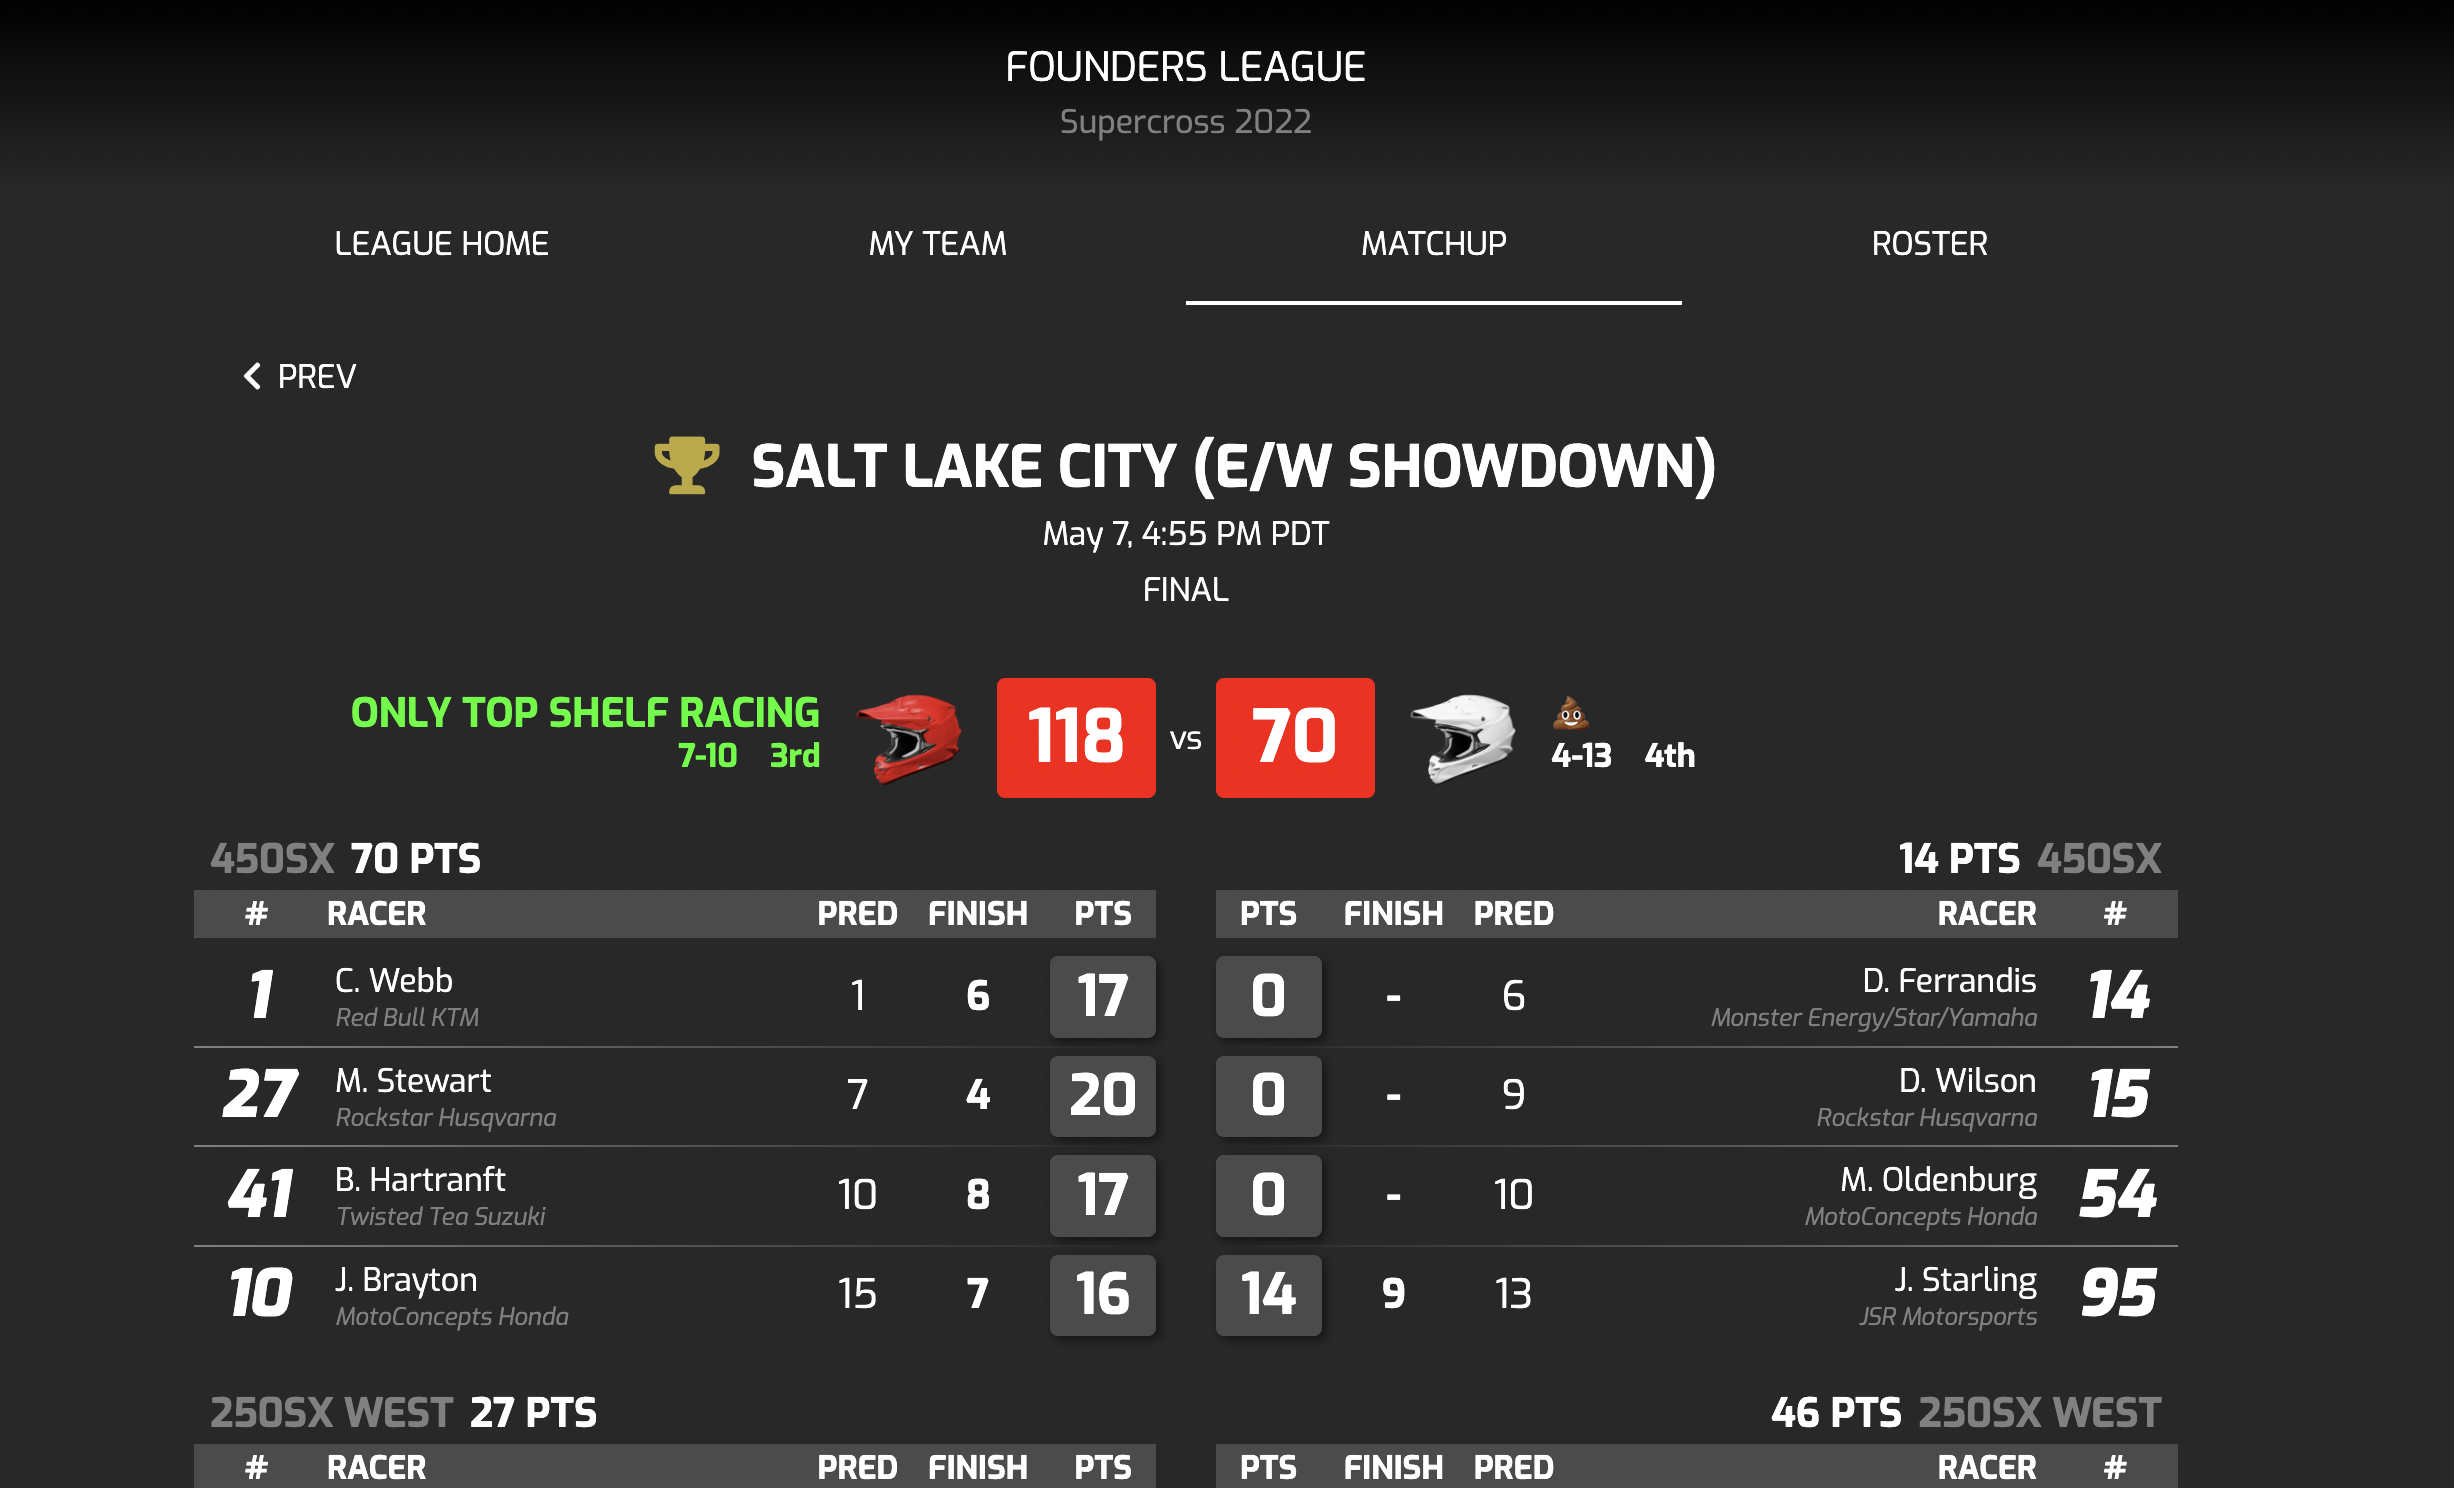 FOUNDERS LEAGUE
Supercross 2022
LEAGUE HOME MY TEAM MATCHUP ROSTER
PREV
SALT LAKE CITY (E/W SHOWDOWN)
May 7, 4:55 PM PDT
FINAL
ONLY TOP SHELF RACING 118 vs 70 💩
7-10 3rd 4-13 4th
450SX 70 PTS 14 PTS 450SX
# RACER PRED FINISH PTS PTS FINISH PRED RACER #
1 C. Webb 1 6 17 0 - 6 D. Ferrandis 14
Red Bull KTM Monster Energy/Star/Yamaha
27 M. Stewart 7 4 20 0 - 9 D. Wilson 15
Rockstar Husqvarna Rockstar Husqvarna
41 B. Hartranft 10 8 17 0 - 10 M. Oldenburg 54
Twisted Tea Suzuki MotoConcepts Honda
10 J. Brayton 15 7 16 14 9 13 J. Starling 95
MotoConcepts Honda JSR Motorsports
250SX WEST 27 PTS 46 PTS 250SX WEST
# RACER PRED FINISH PTS PTS FINISH PRED RACER #